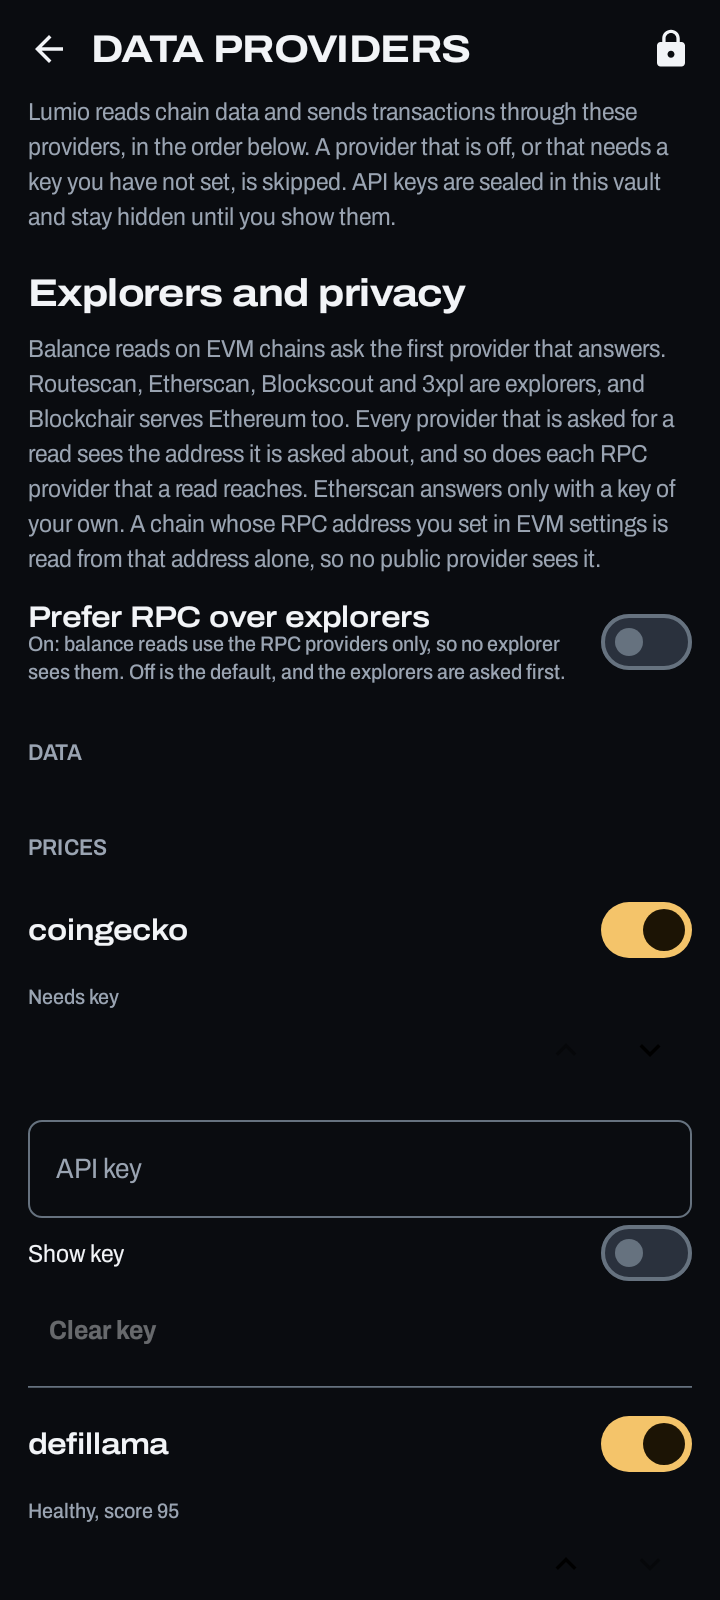 DATA PROVIDERS
Lumio reads chain data and sends transactions through these
providers, in the order below. A provider that is off, or that needs a
key you have not set, is skipped. API keys are sealed in this vault
and stay hidden until you show them.
Explorers and privacy
Balance reads on EVM chains ask the first provider that answers.
Routescan, Etherscan, Blockscout and 3xpl are explorers, and
Blockchair serves Ethereum too. Every provider that is asked for a
read sees the address it is asked about, and so does each RPC
provider that a read reaches. Etherscan answers only with a key of
your own. A chain whose RPC address you set in EVM settings is
read from that address alone, so no public provider sees it.
Prefer RPC over explorers
On: balance reads use the RPC providers only, so no explorer
sees them. Off is the default, and the explorers are asked first.
DATA
PRICES
coingecko
Needs key
API key
Show key
Clear key
defillama
Healthy, score 95